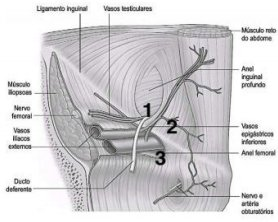 Ligamento inguinal
Vasos testiculares
Músculo reto
do abdome
Anel
inguinal
profundo
Músculo
iliopsoas
Nervo
femoral
Vasos
ilíacos
externos
1
2
3
Vasos
epigástricos
inferiores
Anel femoral
Ducto
deferente
Nervo e
artéria
obturatórios